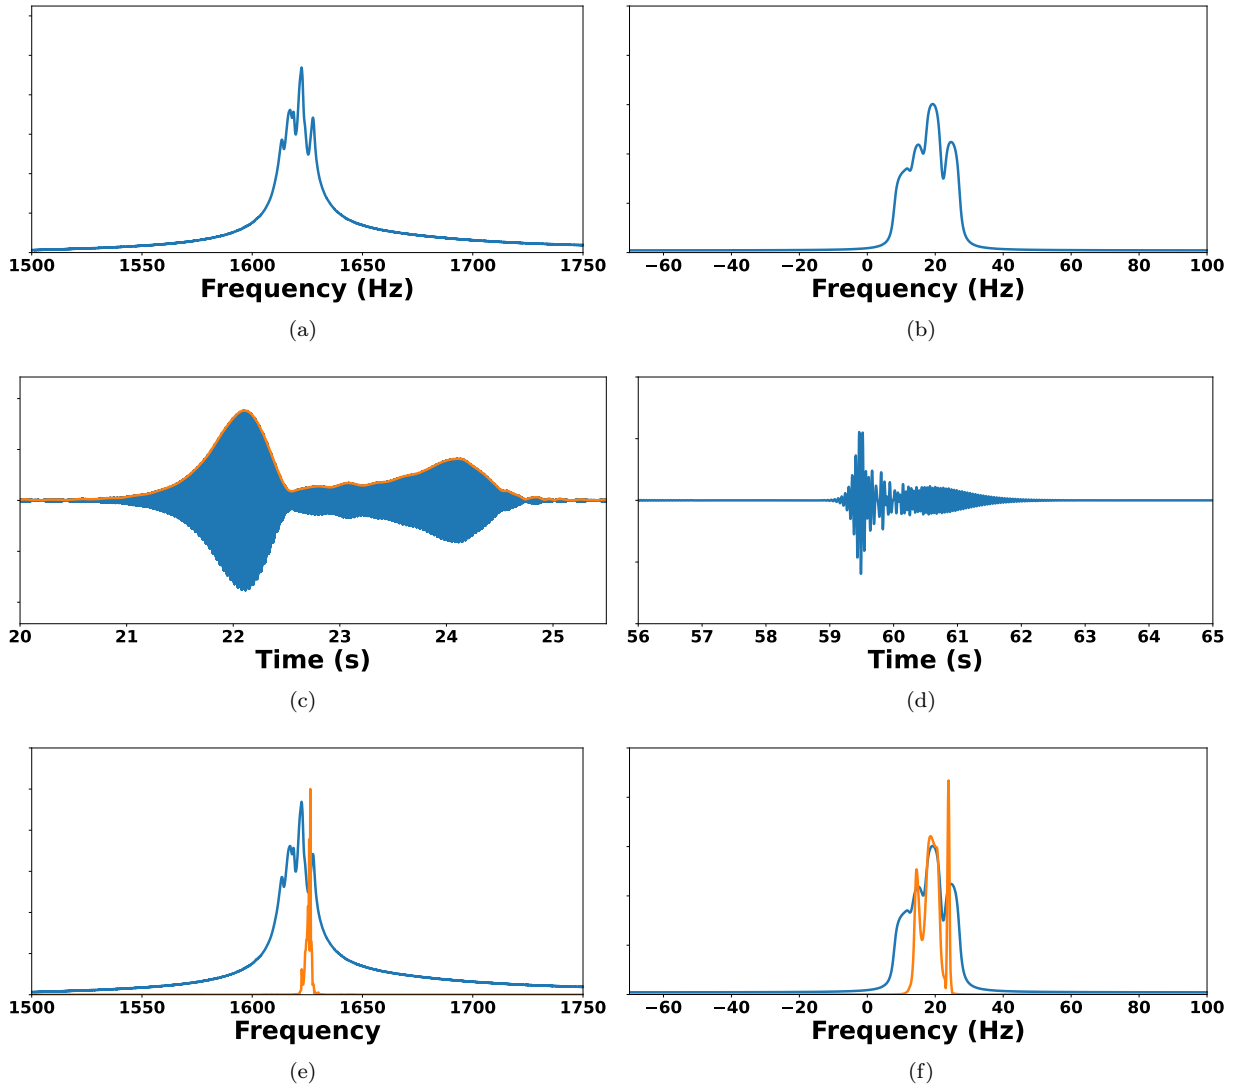 1500 1550 1600 1650 1700 1750
Frequency (Hz)
(a)
−60 −40 −20 0 20 40 60 80 100
Frequency (Hz)
(b)
20 21 22 23 24 25
Time (s)
(c)
56 57 58 59 60 61 62 63 64 65
Time (s)
(d)
1500 1550 1600 1650 1700 1750
Frequency
(e)
−60 −40 −20 0 20 40 60 80 100
Frequency (Hz)
(f)